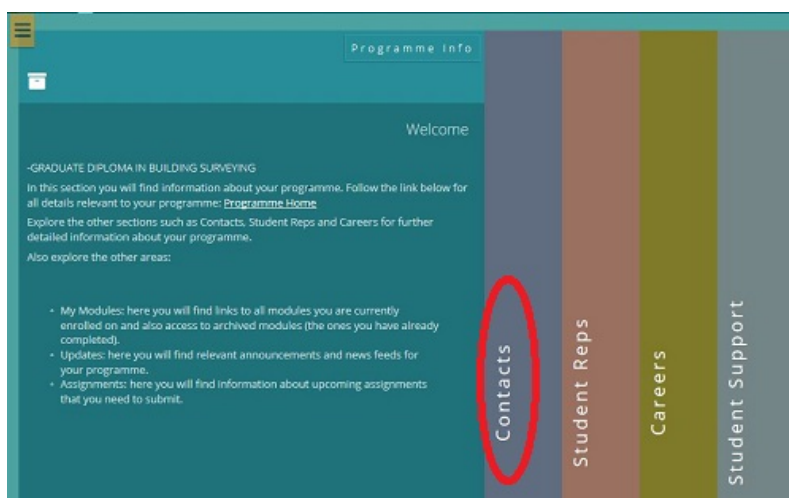 Programme Info
Welcome
-GRADUATE DIPLOMA IN BUILDING SURVEYING
In this section you will find information about your programme. Follow the link below for
all details relevant to your programme: Programme Home
Explore the other sections such as Contacts, Student Reps and Careers for further
detailed information about your programme.
Also explore the other areas:
• My Modules: here you will find links to all modules you are currently
enrolled on and also access to archived modules (the ones you have already
completed).
• Updates: here you will find relevant announcements and news feeds for
your programme.
• Assignments: here you will find information about upcoming assignments
that you need to submit.
Contacts
Student Reps
Careers
Student Support